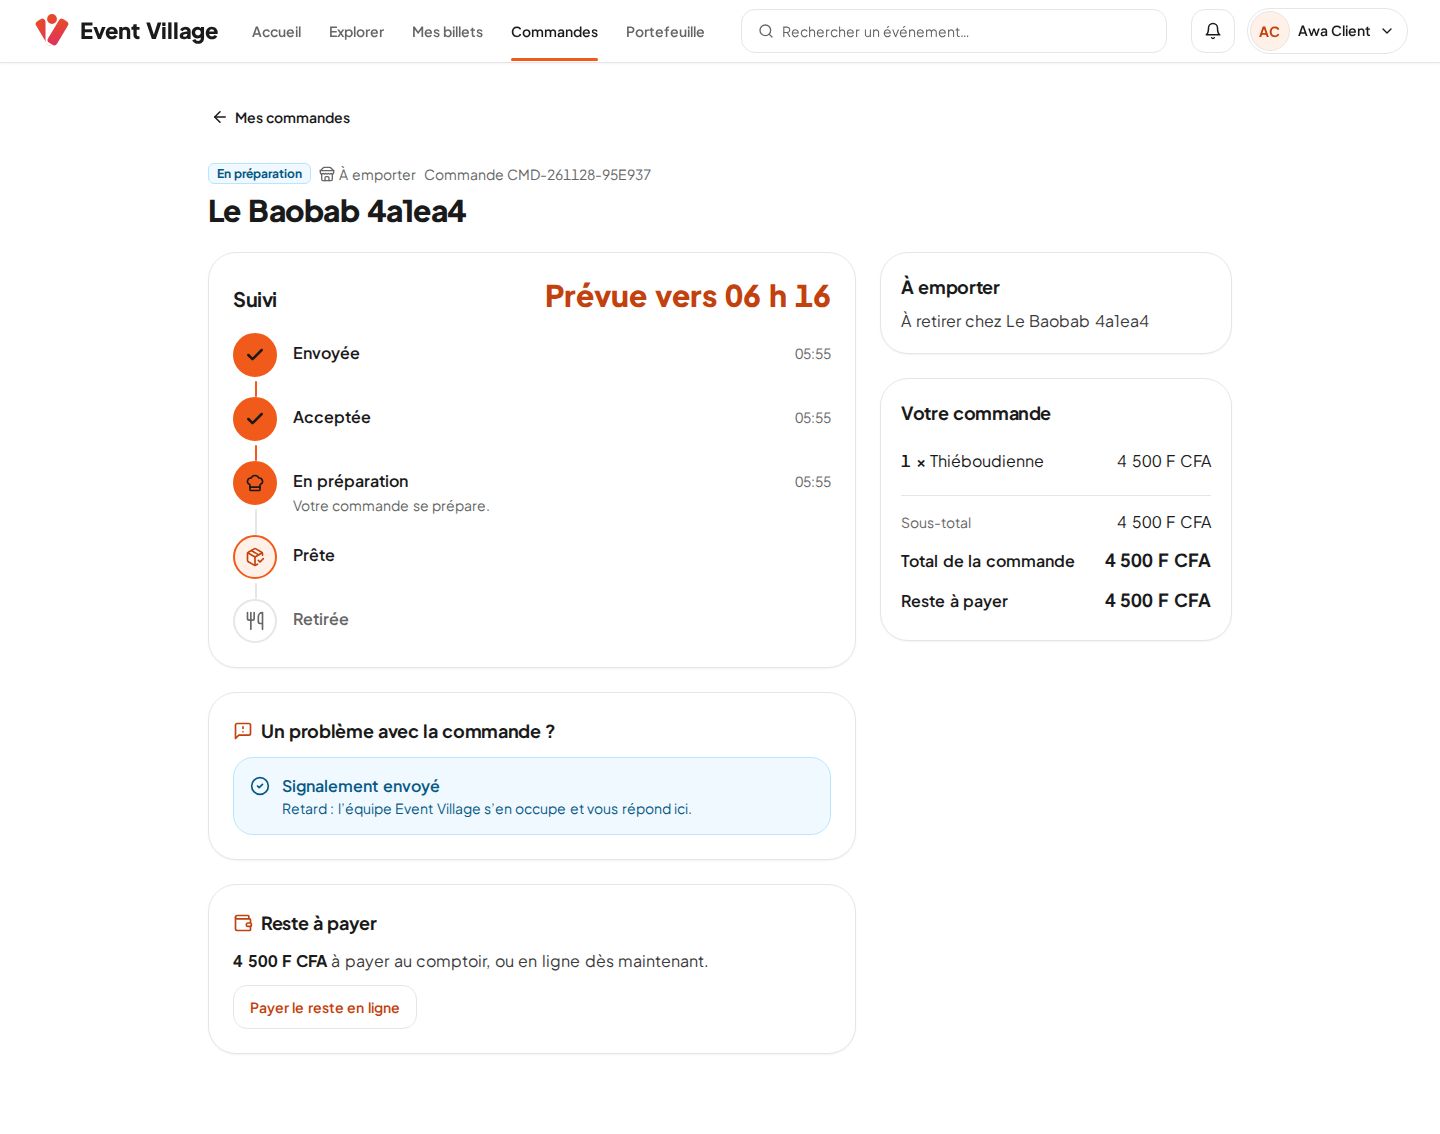 Event Village
Accueil
Explorer
Mes billets
Commandes
Portefeuille
Rechercher un événement…
AC
Awa Client
Mes commandes
En préparation
À emporter
Commande CMD-261128-95E937
Le Baobab 4a1ea4
Suivi
Prévue vers 06 h 16
Envoyée
05:55
Acceptée
05:55
En préparation
05:55
Votre commande se prépare.
Prête
Retirée
Un problème avec la commande ?
Signalement envoyé
Retard : l’équipe Event Village s’en occupe et vous répond ici.
Reste à payer
4 500 F CFA à payer au comptoir, ou en ligne dès maintenant.
Payer le reste en ligne
À emporter
À retirer chez Le Baobab 4a1ea4
Votre commande
1 × Thiéboudienne
4 500 F CFA
Sous-total
4 500 F CFA
Total de la commande
4 500 F CFA
Reste à payer
4 500 F CFA